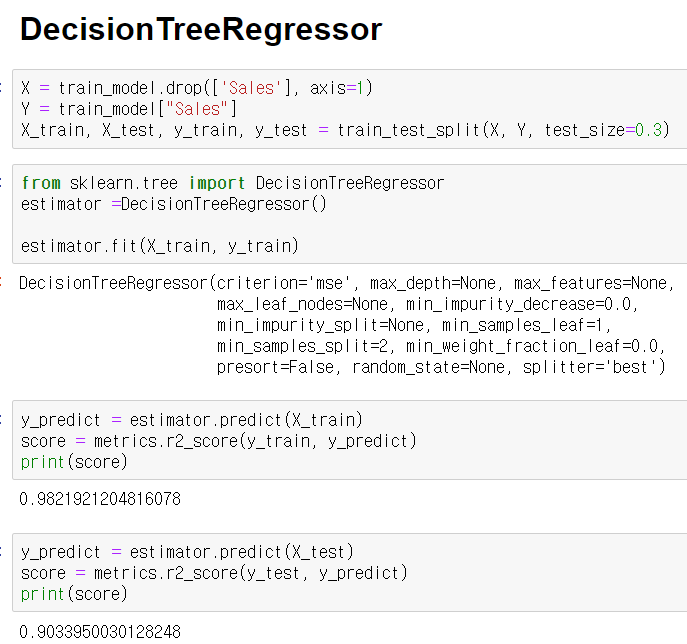 DecisionTreeRegressor
X = train_model.drop(['Sales'], axis=1)
Y = train_model["Sales"]
X_train, X_test, y_train, y_test = train_test_split(X, Y, test_size=0.3)
from sklearn.tree import DecisionTreeRegressor
estimator =DecisionTreeRegressor()
estimator.fit(X_train, y_train)
DecisionTreeRegressor(criterion='mse', max_depth=None, max_features=None,
max_leaf_nodes=None, min_impurity_decrease=0.0,
min_impurity_split=None, min_samples_leaf=1,
min_samples_split=2, min_weight_fraction_leaf=0.0,
presort=False, random_state=None, splitter='best')
y_predict = estimator.predict(X_train)
score = metrics.r2_score(y_train, y_predict)
print(score)
0.9821921204816078
y_predict = estimator.predict(X_test)
score = metrics.r2_score(y_test, y_predict)
print(score)
0.9033950030128248